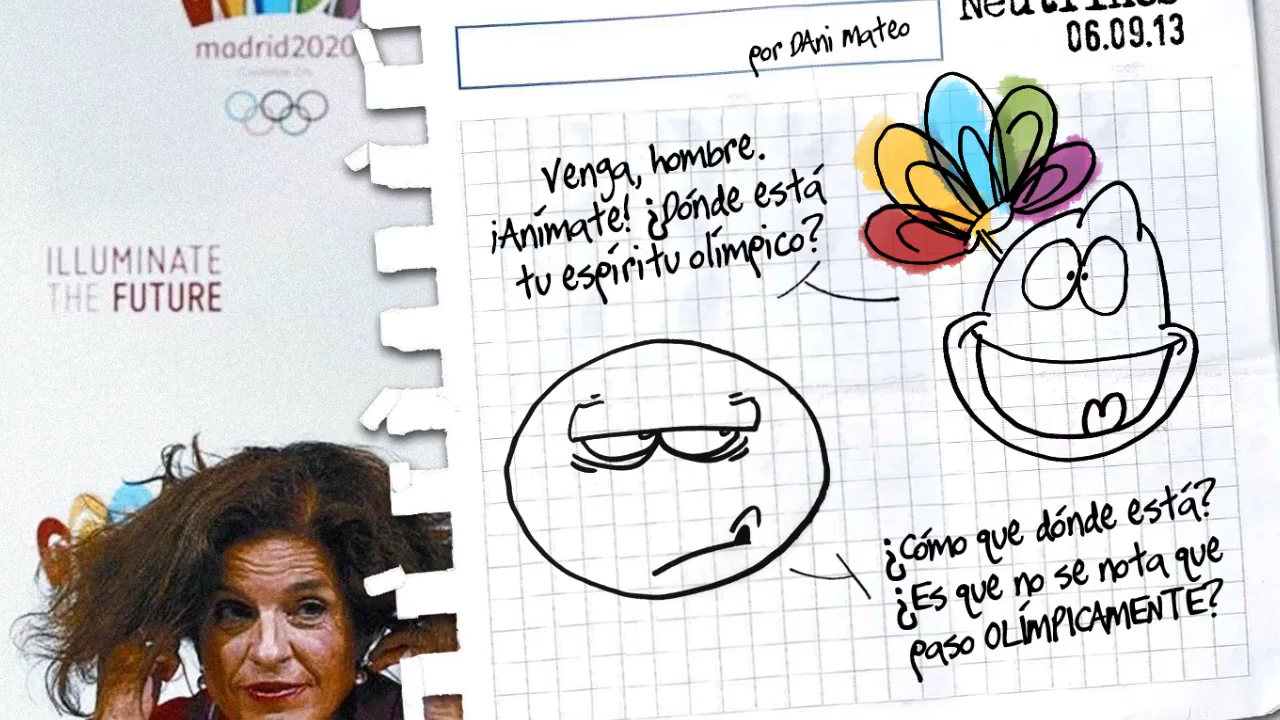 madrid2020
ILLUMINATE
THE FUTURE
por DAni Mateo
Neutrinos
06.09.13
Venga, hombre.
¡Anímate! ¿Dónde está
tu espíritu olímpico?
¿Cómo que dónde está?
¿Es que no se nota que
paso OLÍMPICAMENTE?